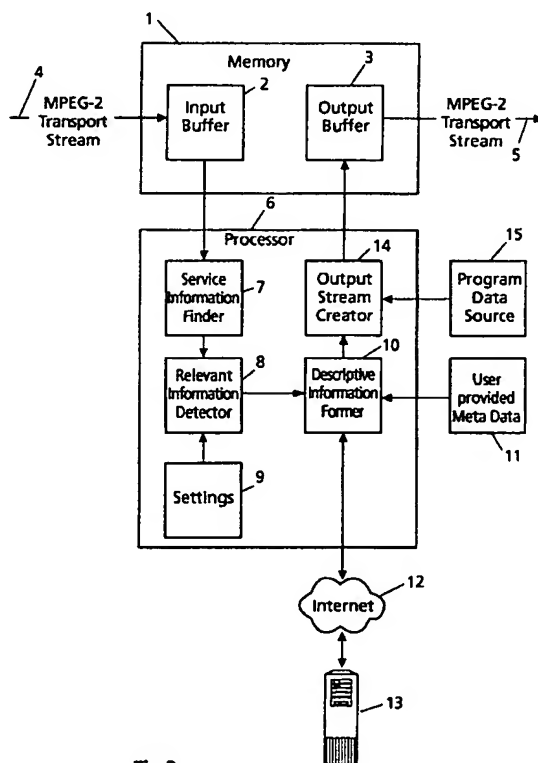 1
Memory
2
3
4
MPEG-2
Transport
Stream
Input
Buffer
Output
Buffer
MPEG-2
Transport
Stream
5
6
Processor
14
15
Service
Information
Finder
7
Output
Stream
Creator
Program
Data
Source
8
10
Relevant
Information
Detector
Descriptive
Information
Former
User
provided
Meta Data
11
9
Settings
12
Internet
13